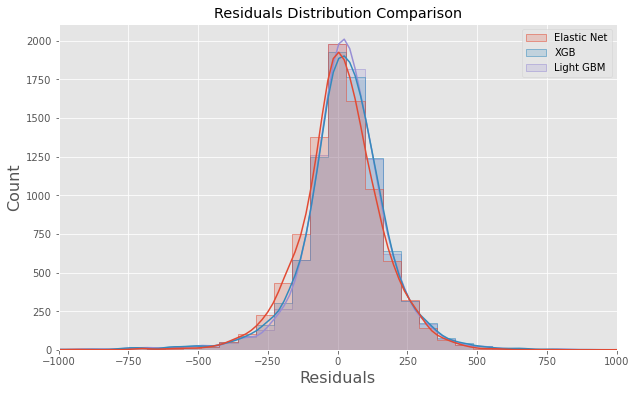 Residuals Distribution Comparison
Elastic Net
XGB
Light GBM
2000
1750
1500
1250
1000
750
500
250
0
Count
−1000 −750 −500 −250 0 250 500 750 1000
Residuals